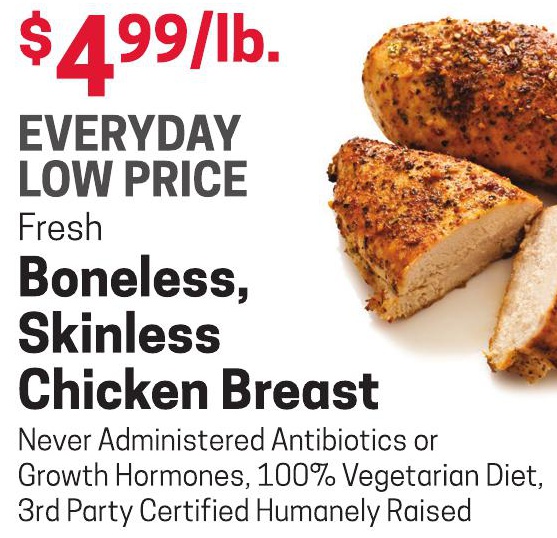 $4.99/lb.
EVERYDAY
LOW PRICE
Fresh
Boneless,
Skinless
Chicken Breast
Never Administered Antibiotics or
Growth Hormones, 100% Vegetarian Diet,
3rd Party Certified Humanely Raised